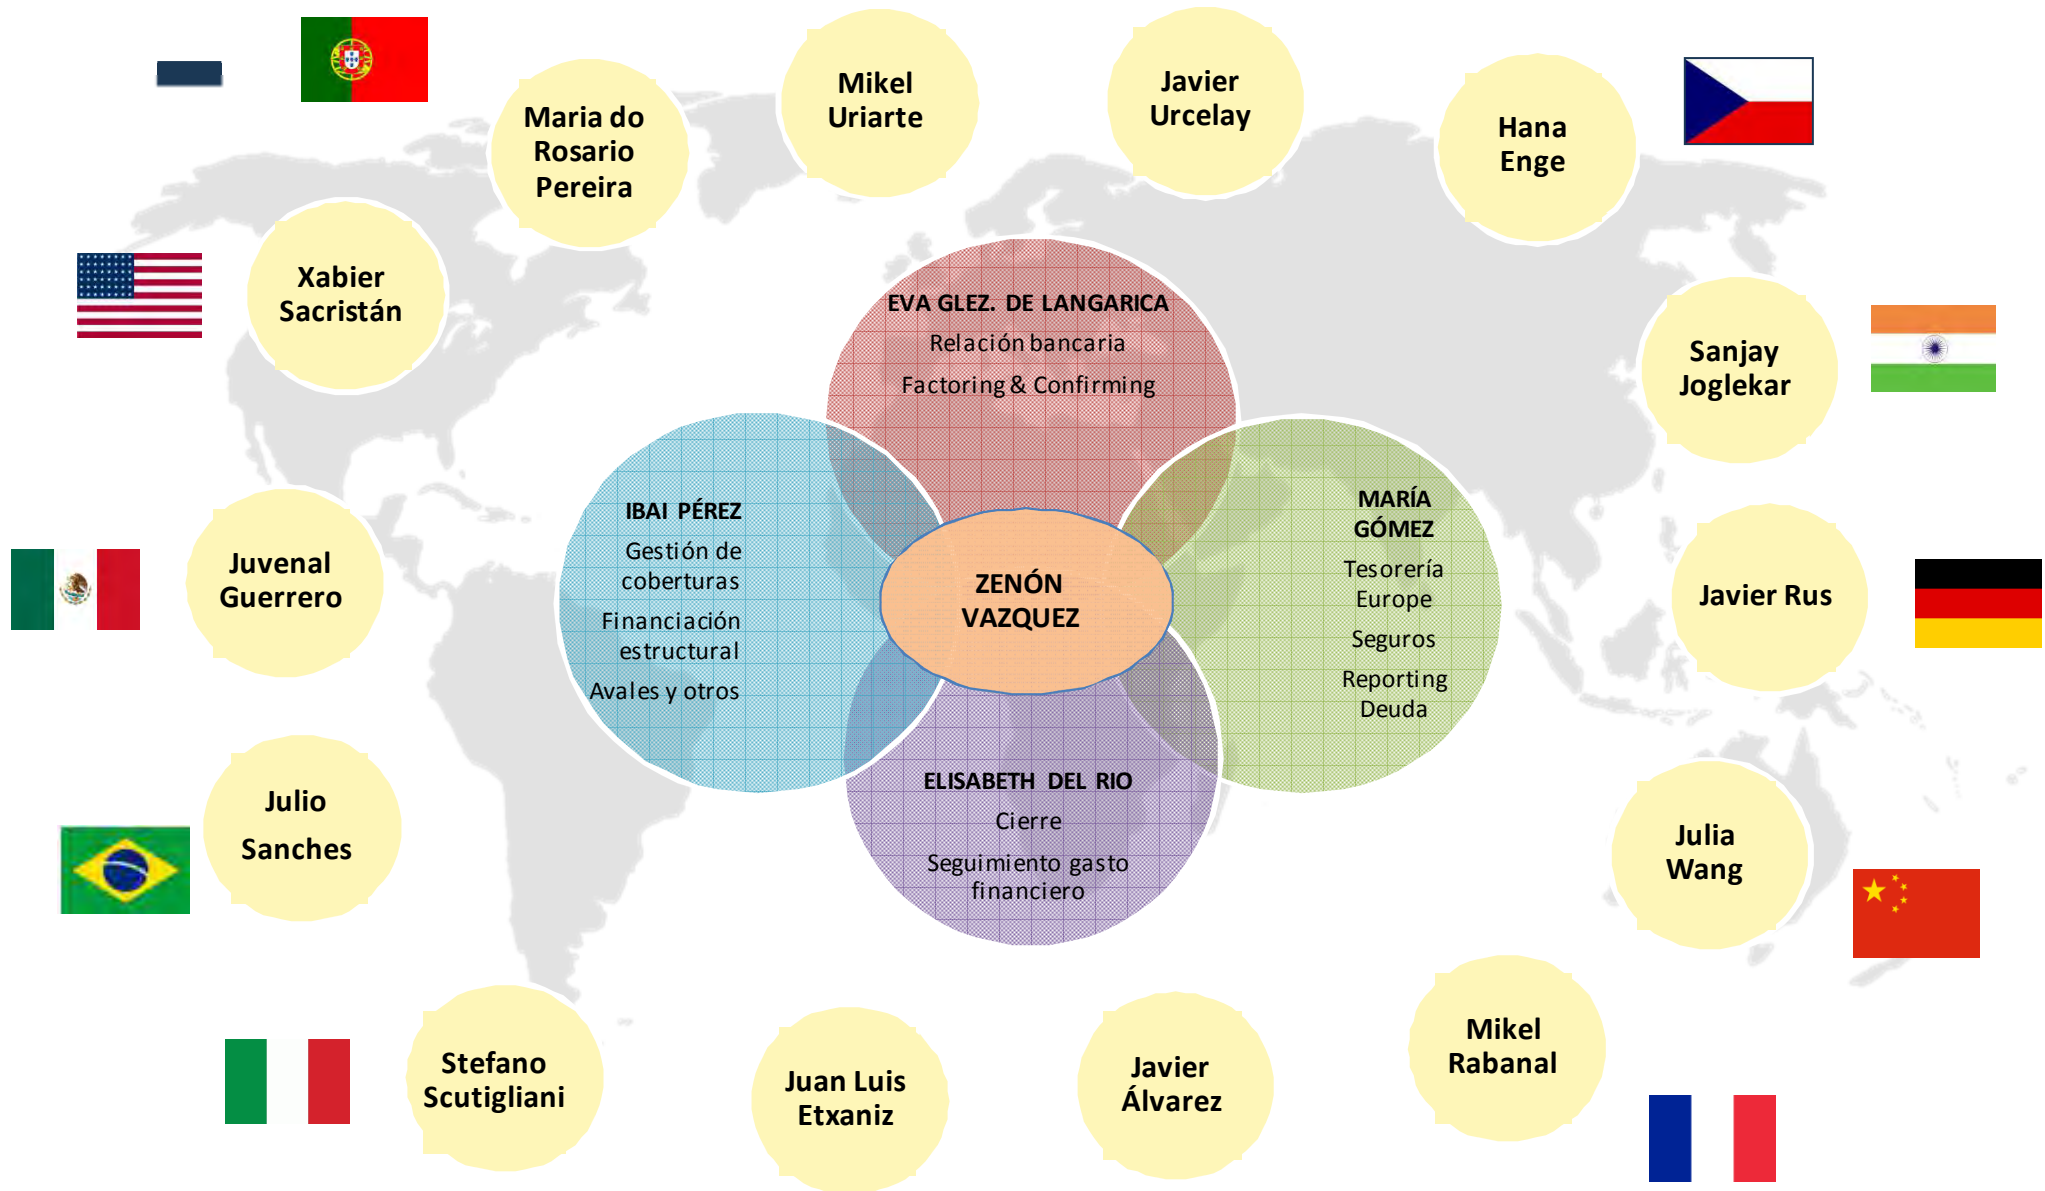 Maria do
Rosario
Pereira
Mikel
Uriarte
Javier
Urcelay
Hana
Enge
Xabier
Sacristán
EVA GLEZ. DE LANGARICA
Relación bancaria
Factoring & Confirming
Sanjay
Joglekar
IBAI PÉREZ
Gestión de
coberturas
Financiación
estructural
Avales y otros
ZENÓN
VAZQUEZ
MARÍA
GÓMEZ
Tesorería
Europe
Seguros
Reporting
Deuda
Juvenal
Guerrero
Javier Rus
Julio
Sanches
ELISABETH DEL RIO
Cierre
Seguimiento gasto
financiero
Julia
Wang
Stefano
Scutigliani
Juan Luis
Etxaniz
Javier
Álvarez
Mikel
Rabanal